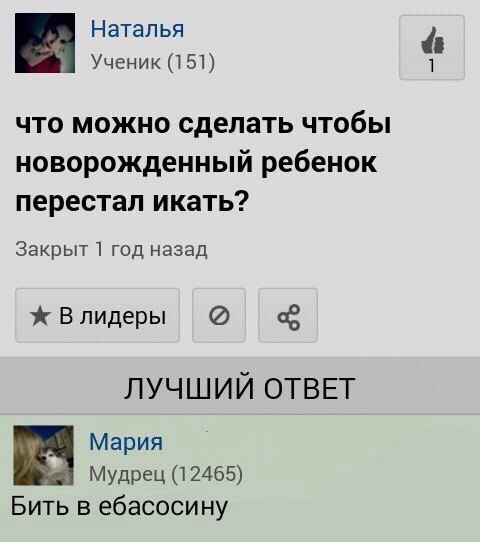 Наталья
Ученик (151)
1
что можно сделать чтобы
новорожденный ребенок
перестал икать?
Закрыт 1 год назад
★ В лидеры
ЛУЧШИЙ ОТВЕТ
Мария
Мудрец (12465)
Бить в ебасосину